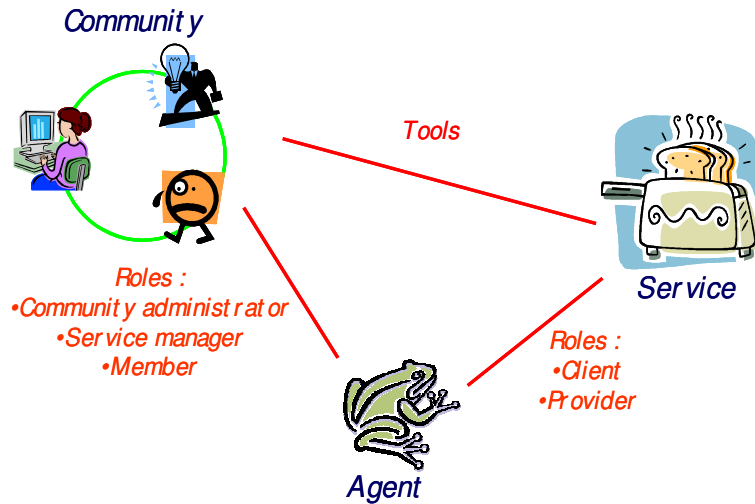 Community
Tools
Service
Roles :
•Community administrator
•Service manager
•Member
Roles :
•Client
•Provider
Agent